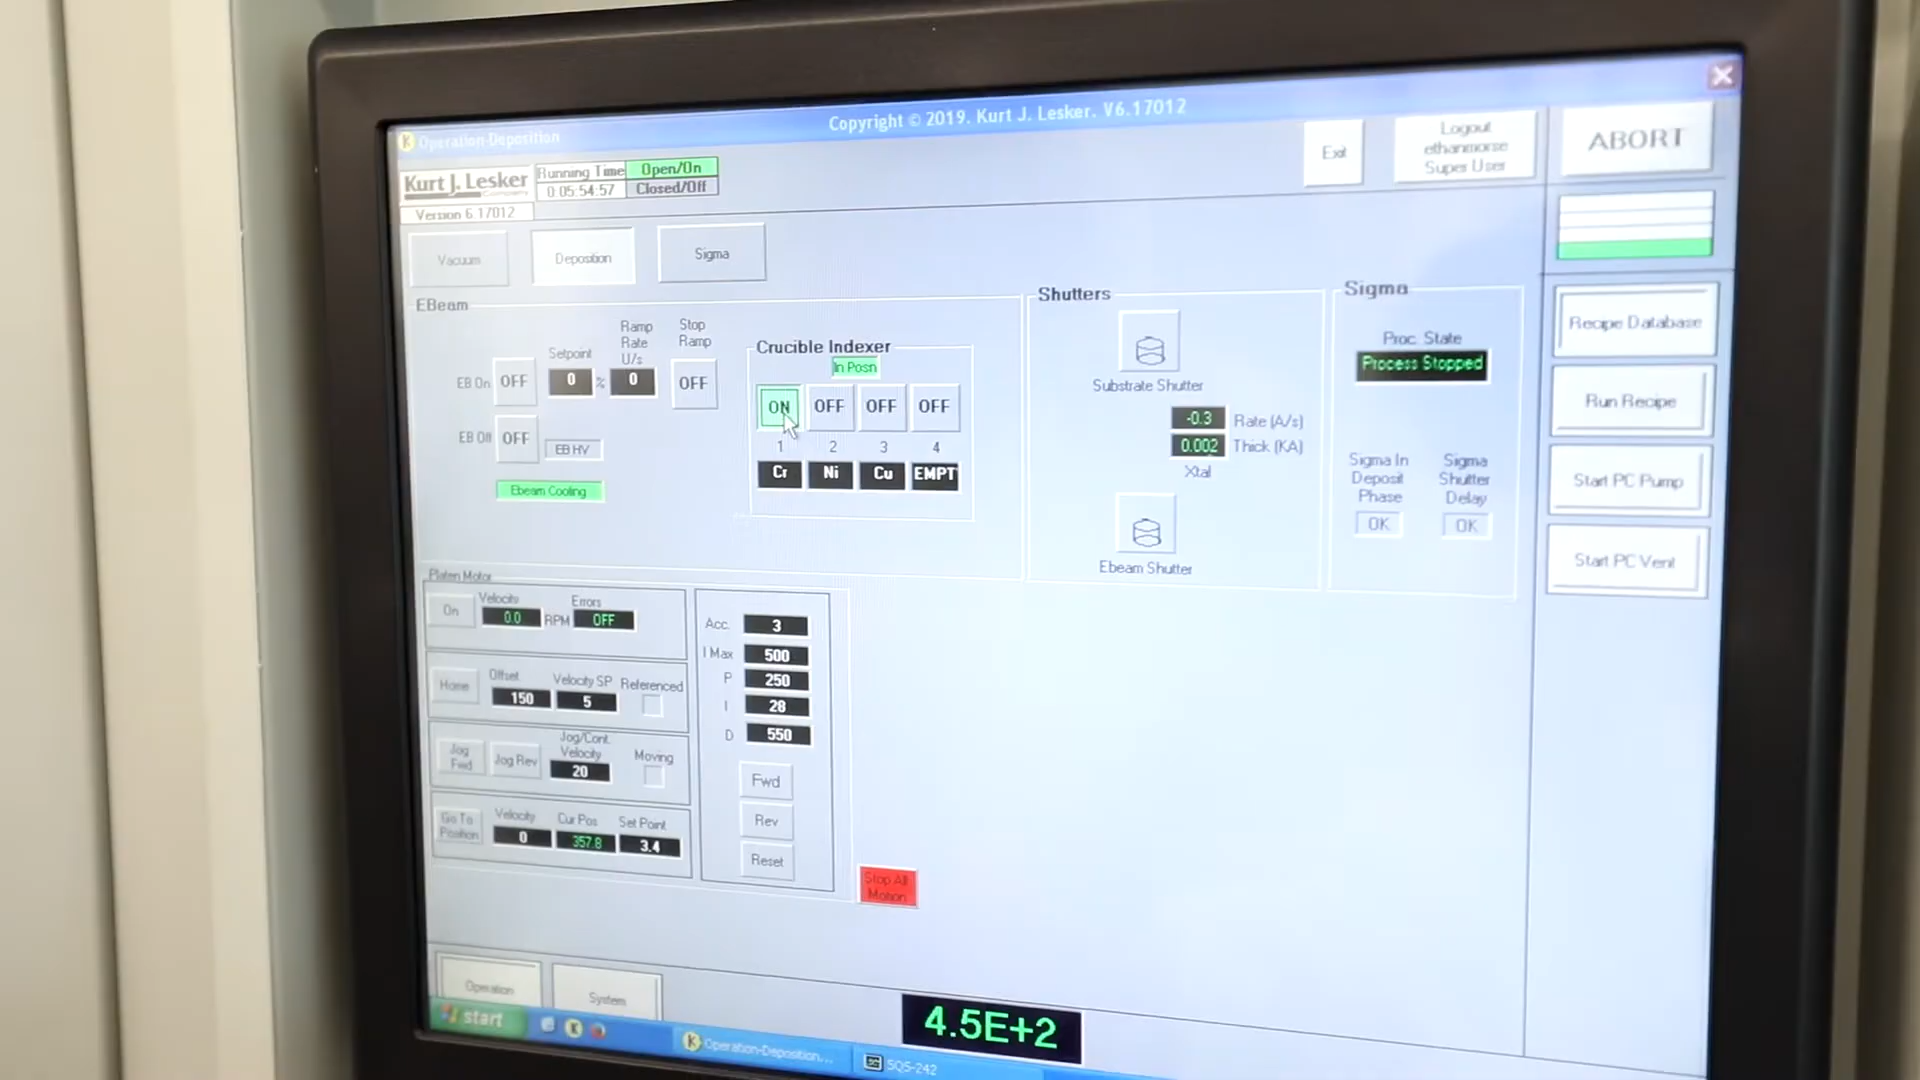 Operation-Deposition
Copyright © 2019. Kurt J. Lesker. V6.17012
Kurt J. Lesker
Company
Version 6.17012
Running Time
0:05:54:57
Open/On
Closed/Off
Exit
Logout
ethanmorse
Super User
ABORT
Vacuum
Deposition
Sigma
EBeam
EB On
OFF
Setpoint
0
%
Ramp
Rate
U/s
0
Stop
Ramp
OFF
EB Off
OFF
EB HV
Ebeam Cooling
Crucible Indexer
In Posn
ON OFF OFF OFF
1 2 3 4
Cr Ni Cu EMPT
Shutters
Substrate Shutter
-0.3 Rate (A/s)
0.002 Thick (KA)
Xtal
Ebeam Shutter
Sigma
Proc. State
Process Stopped
Sigma In
Deposit
Phase
OK
Sigma
Shutter
Delay
OK
Recipe Database
Run Recipe
Start PC Pump
Start PC Vent
Platen Motor
On
Velocity
0.0 RPM
Errors
OFF
Home
Offset
150
Velocity SP
5
Referenced
Jog
Fwd
Jog Rev
Jog/Cont.
Velocity
20
Moving
Go To
Position
Velocity
0
Cur Pos
357.8
Set Point
3.4
Acc. 3
I Max 500
P 250
I 28
D 550
Fwd
Rev
Reset
Stop All
Motion
Operation
System
4.5E+2
start
Operation-Deposition...
SQS-242